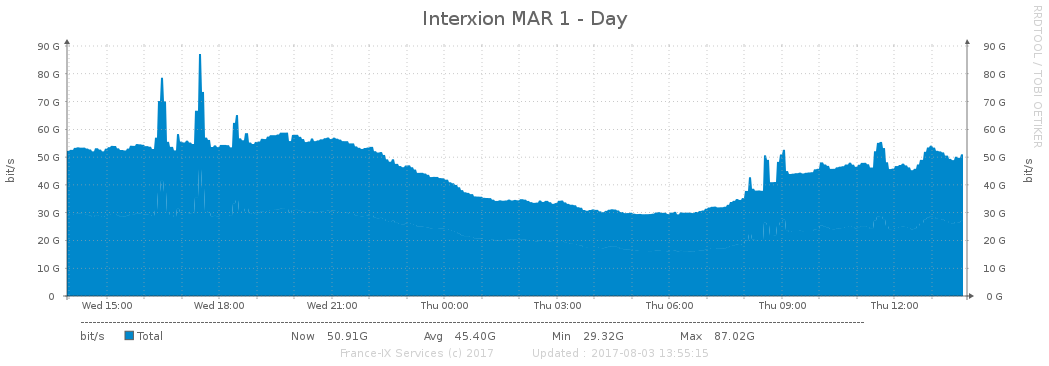 Interxion MAR 1 - Day
RRDTOOL / TOBI OETIKER
bit/s
90 G 90 G
80 G 80 G
70 G 70 G
60 G 60 G
50 G 50 G
40 G 40 G
30 G 30 G
20 G 20 G
10 G 10 G
0 0 G
bit/s
Wed 15:00 Wed 18:00 Wed 21:00 Thu 00:00 Thu 03:00 Thu 06:00 Thu 09:00 Thu 12:00
bit/s Total Now 50.91G Avg 45.40G Min 29.32G Max 87.02G
France-IX Services (c) 2017 Updated : 2017-08-03 13:55:15